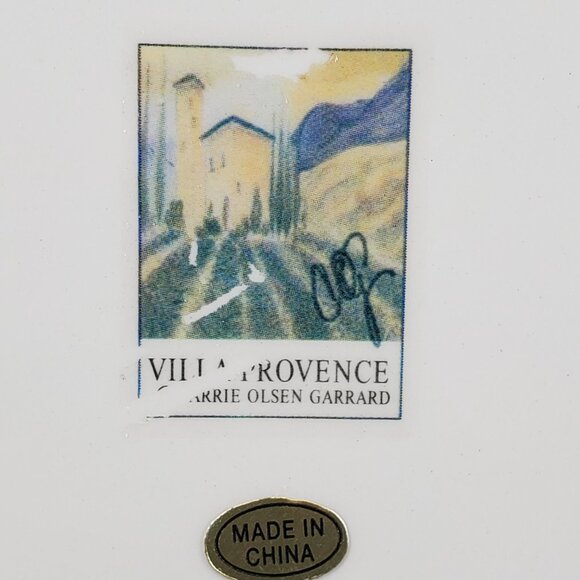 VILLA PROVENCE
CARRIE OLSEN GARRARD
MADE IN
CHINA